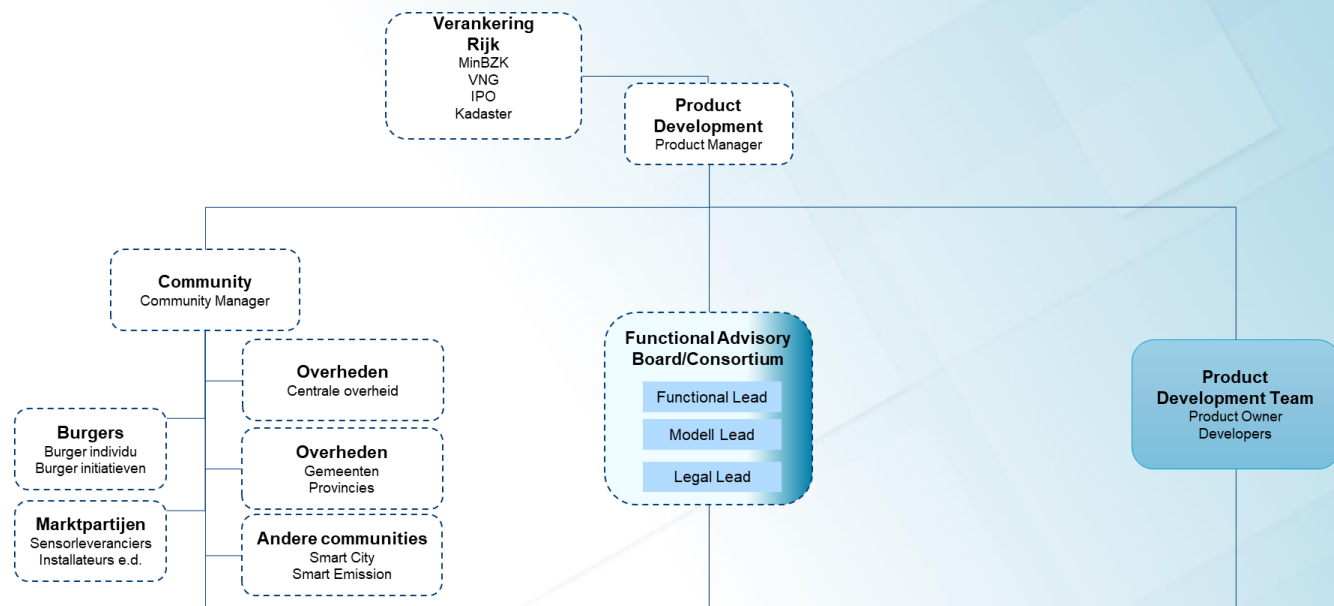 Verankering
Rijk
MinBZK
VNG
IPO
Kadaster
Product
Development
Product Manager
Community
Community Manager
Overheden
Centrale overheid
Burgers
Burger individu
Burger initiatieven
Overheden
Gemeenten
Provincies
Marktpartijen
Sensorleveranciers
Installateurs e.d.
Andere communities
Smart City
Smart Emission
Functional Advisory
Board/Consortium
Functional Lead
Modell Lead
Legal Lead
Product
Development Team
Product Owner
Developers